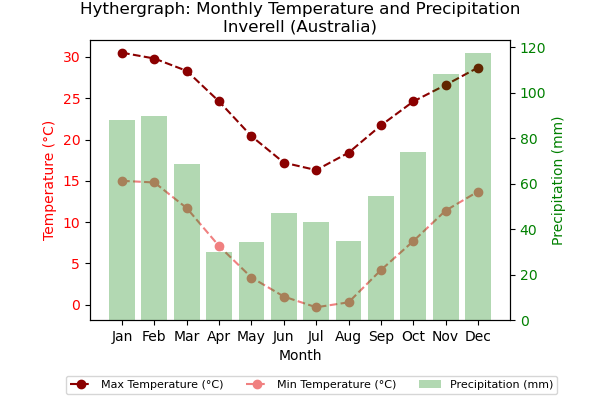 Hythergraph: Monthly Temperature and Precipitation
Inverell (Australia)
Temperature (°C)
30
25
20
15
10
5
0
120
100
80
60
40
20
0
Precipitation (mm)
Jan Feb Mar Apr May Jun Jul Aug Sep Oct Nov Dec
Month
Max Temperature (°C) Min Temperature (°C) Precipitation (mm)